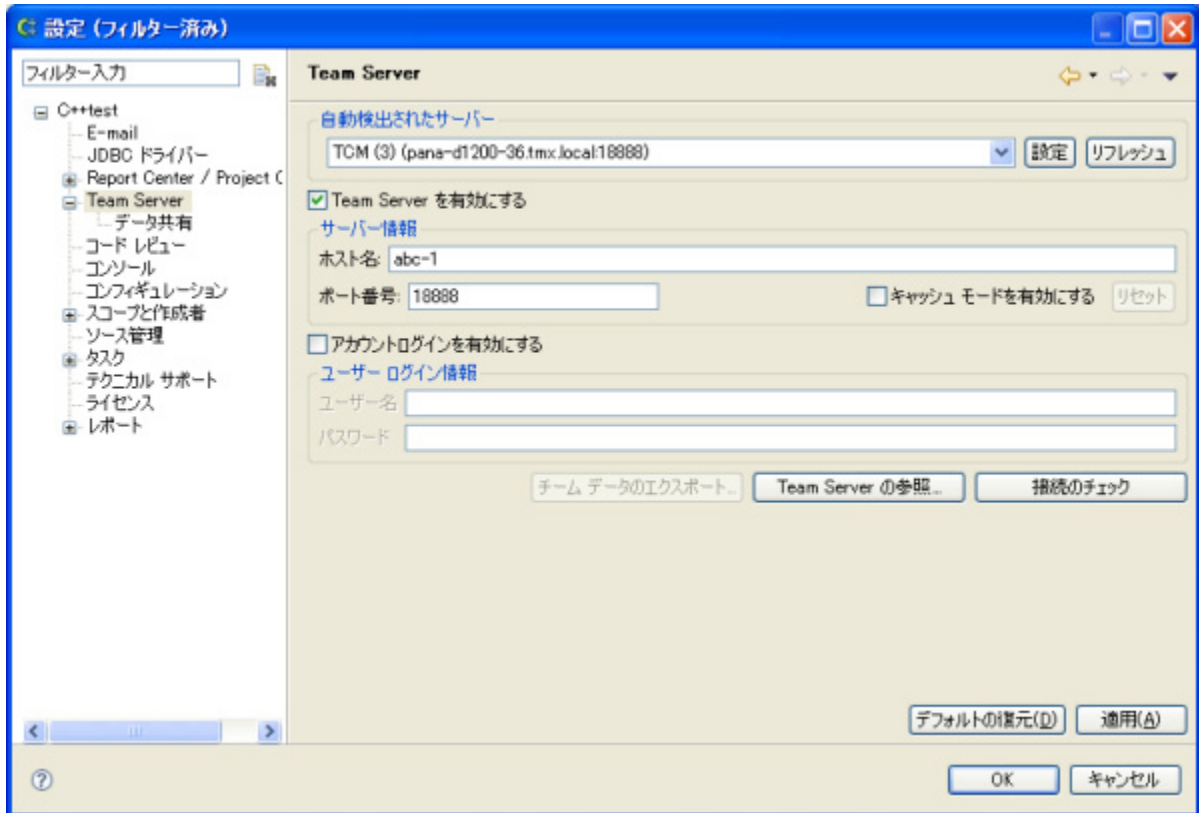 設定 (フィルター済み)
フィルター入力
C++test
E-mail
JDBC ドライバー
Report Center / Project C
Team Server
データ共有
コード レビュー
コンソール
コンフィギュレーション
スコープと作成者
ソース管理
タスク
テクニカル サポート
ライセンス
レポート
Team Server
自動検出されたサーバー
TCM (3) (pana-d1200-36.tmx.local:18888)
設定
リフレッシュ
Team Server を有効にする
サーバー情報
ホスト名: abc-1
ポート番号: 18888
キャッシュ モードを有効にする
リセット
アカウントログインを有効にする
ユーザー ログイン情報
ユーザー名
パスワード
チーム データのエクスポート...
Team Server の参照...
接続のチェック
デフォルトの復元(D)
適用(A)
OK
キャンセル